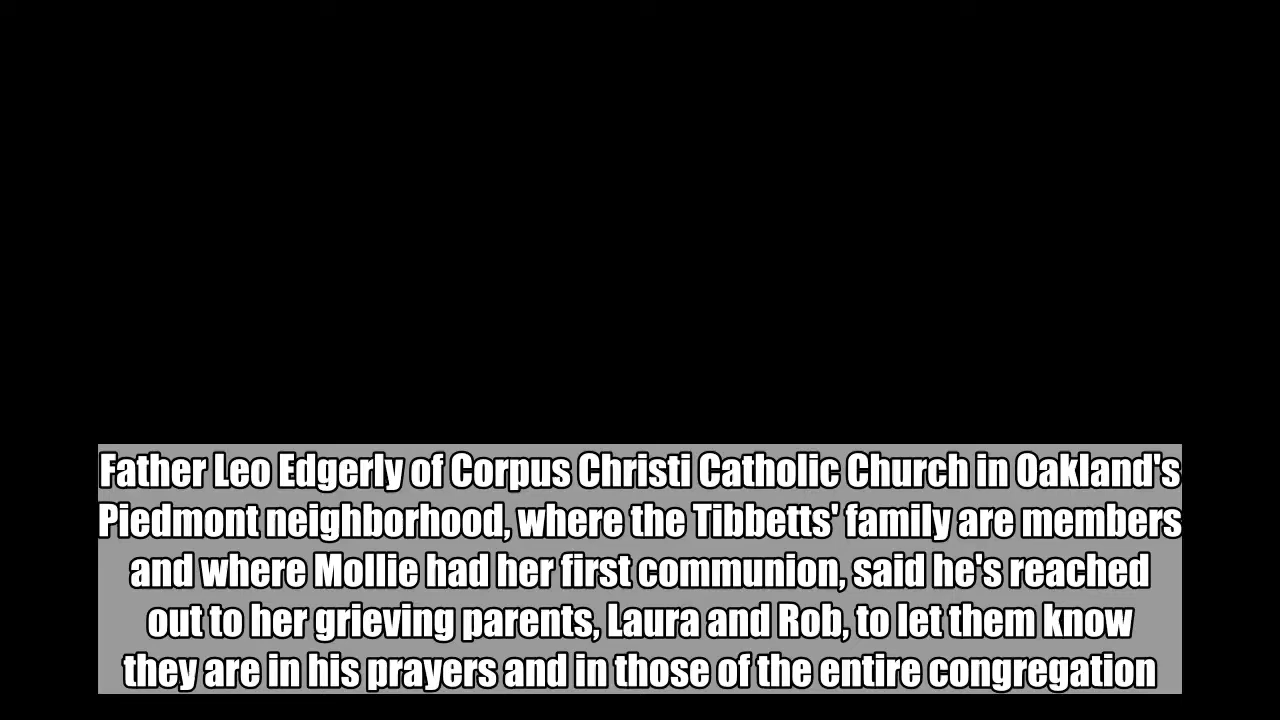 Father Leo Edgerly of Corpus Christi Catholic Church in Oakland's
Piedmont neighborhood, where the Tibbetts' family are members
and where Mollie had her first communion, said he's reached
out to her grieving parents, Laura and Rob, to let them know
they are in his prayers and in those of the entire congregation